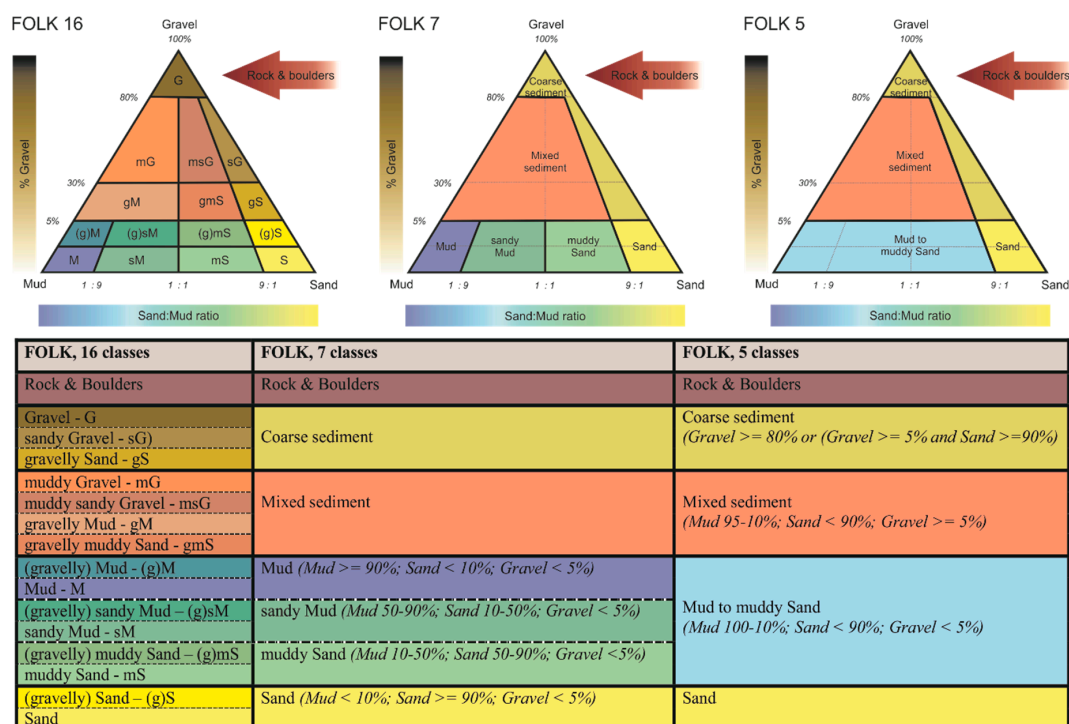 FOLK 16
Gravel
100%
Rock & boulders
G
80%
% Gravel
mG
msG
sG
30%
gM
gmS
gS
5%
(g)M
(g)sM
(g)mS
(g)S
M
sM
mS
S
Mud
1 : 9
1 : 1
9 : 1
Sand
Sand:Mud ratio
FOLK 7
Gravel
100%
Rock & boulders
Coarse
sediment
80%
% Gravel
Mixed
sediment
30%
5%
Mud
sandy
Mud
muddy
Sand
Sand
Mud
1 : 9
1 : 1
9 : 1
Sand
Sand:Mud ratio
FOLK 5
Gravel
100%
Rock & boulders
Coarse
sediment
80%
% Gravel
Mixed
sediment
30%
5%
Mud to
muddy Sand
Sand
Mud
1 : 9
1 : 1
9 : 1
Sand
Sand:Mud ratio
FOLK, 16 classes
FOLK, 7 classes
FOLK, 5 classes
Rock & Boulders
Rock & Boulders
Rock & Boulders
Gravel - G
sandy Gravel - sG)
gravelly Sand - gS
Coarse sediment
Coarse sediment
(Gravel >= 80% or (Gravel >= 5% and Sand >=90%)
muddy Gravel - mG
muddy sandy Gravel - msG
gravelly Mud - gM
gravelly muddy Sand - gmS
Mixed sediment
Mixed sediment
(Mud 95-10%; Sand < 90%; Gravel >= 5%)
(gravelly) Mud - (g)M
Mud - M
Mud (Mud >= 90%; Sand < 10%; Gravel < 5%)
(gravelly) sandy Mud – (g)sM
sandy Mud - sM
sandy Mud (Mud 50-90%; Sand 10-50%; Gravel < 5%)
(gravelly) muddy Sand – (g)mS
muddy Sand - mS
muddy Sand (Mud 10-50%; Sand 50-90%; Gravel <5%)
Mud to muddy Sand
(Mud 100-10%; Sand < 90%; Gravel < 5%)
(gravelly) Sand – (g)S
Sand
Sand (Mud < 10%; Sand >= 90%; Gravel < 5%)
Sand